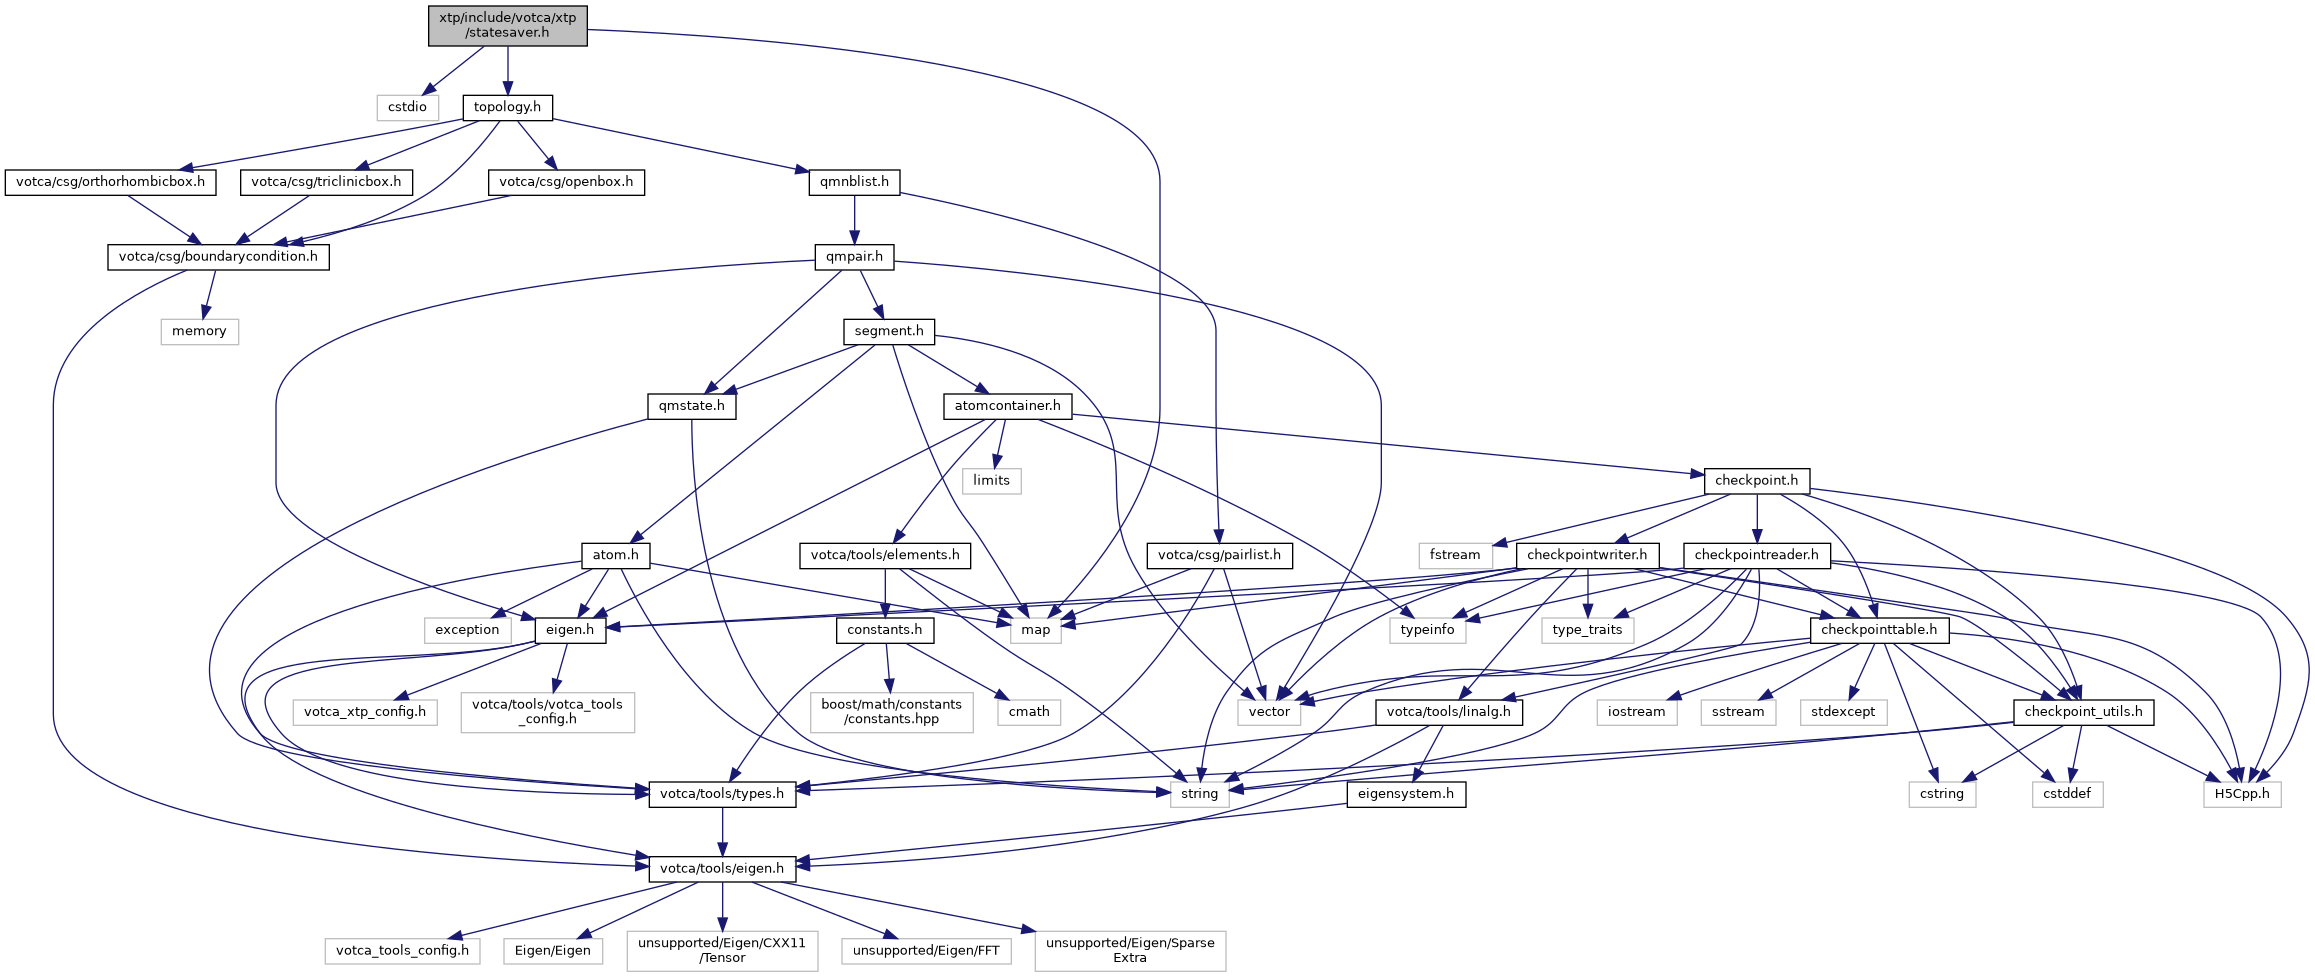 xtp/include/votca/xtp
/statesaver.h
cstdio
topology.h
votca/csg/orthorhombicbox.h
votca/csg/triclinicbox.h
votca/csg/openbox.h
qmnblist.h
votca/csg/boundarycondition.h
qmpair.h
memory
segment.h
qmstate.h
atomcontainer.h
limits
checkpoint.h
atom.h
votca/tools/elements.h
votca/csg/pairlist.h
fstream
checkpointwriter.h
checkpointreader.h
exception
eigen.h
constants.h
map
typeinfo
type_traits
checkpointtable.h
votca_xtp_config.h
votca/tools/votca_tools
_config.h
boost/math/constants
/constants.hpp
cmath
vector
votca/tools/linalg.h
iostream
sstream
stdexcept
checkpoint_utils.h
votca/tools/types.h
string
eigensystem.h
cstring
cstddef
H5Cpp.h
votca/tools/eigen.h
votca_tools_config.h
Eigen/Eigen
unsupported/Eigen/CXX11
/Tensor
unsupported/Eigen/FFT
unsupported/Eigen/Sparse
Extra